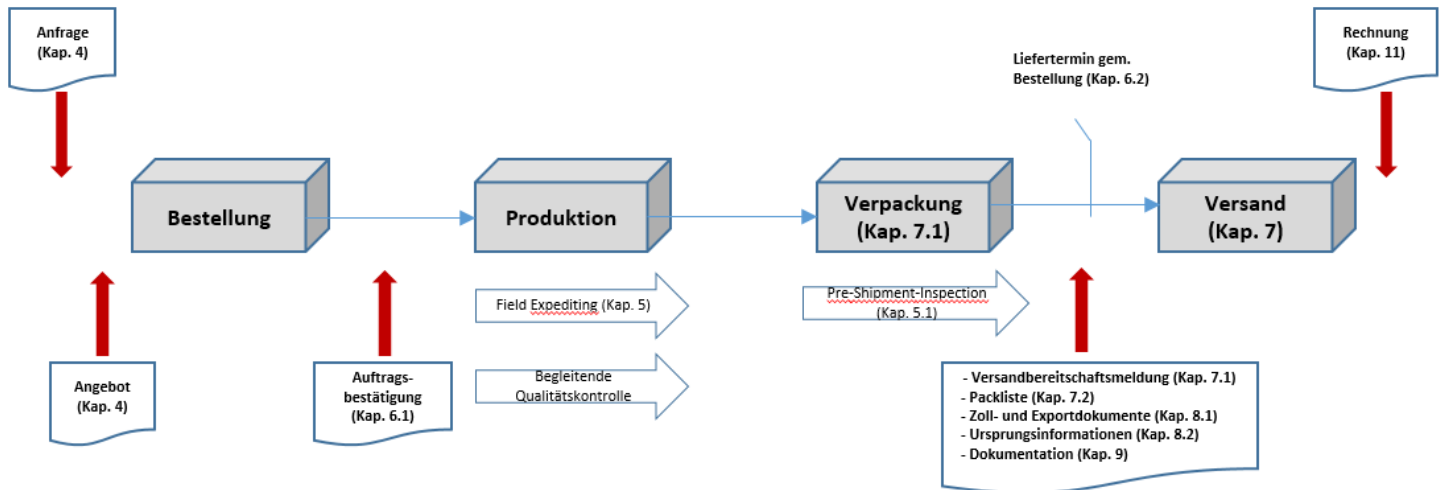 Anfrage
(Kap. 4)
Rechnung
(Kap. 11)
Liefertermin gem.
Bestellung (Kap. 6.2)
Bestellung
Produktion
Verpackung
(Kap. 7.1)
Versand
(Kap. 7)
Field Expediting (Kap. 5)
Pre-Shipment-Inspection
(Kap. 5.1)
Begleitende
Qualitätskontrolle
Angebot
(Kap. 4)
Auftrags-
bestätigung
(Kap. 6.1)
- Versandbereitschaftsmeldung (Kap. 7.1)
- Packliste (Kap. 7.2)
- Zoll- und Exportdokumente (Kap. 8.1)
- Ursprungsinformationen (Kap. 8.2)
- Dokumentation (Kap. 9)